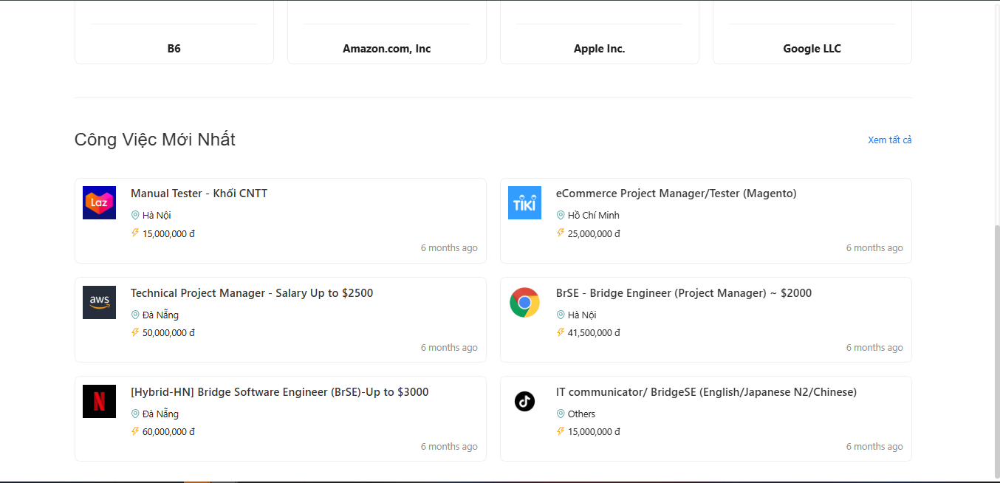 B6
Amazon.com, Inc
Apple Inc.
Google LLC
Công Việc Mới Nhất
Xem tất cả
Laz
Manual Tester - Khối CNTT
Hà Nội
15,000,000 đ
6 months ago
TIKI
eCommerce Project Manager/Tester (Magento)
Hồ Chí Minh
25,000,000 đ
6 months ago
aws
Technical Project Manager - Salary Up to $2500
Đà Nẵng
50,000,000 đ
6 months ago
BrSE - Bridge Engineer (Project Manager) ~ $2000
Hà Nội
41,500,000 đ
6 months ago
N
[Hybrid-HN] Bridge Software Engineer (BrSE)-Up to $3000
Đà Nẵng
60,000,000 đ
6 months ago
IT communicator/ BridgeSE (English/Japanese N2/Chinese)
Others
15,000,000 đ
6 months ago